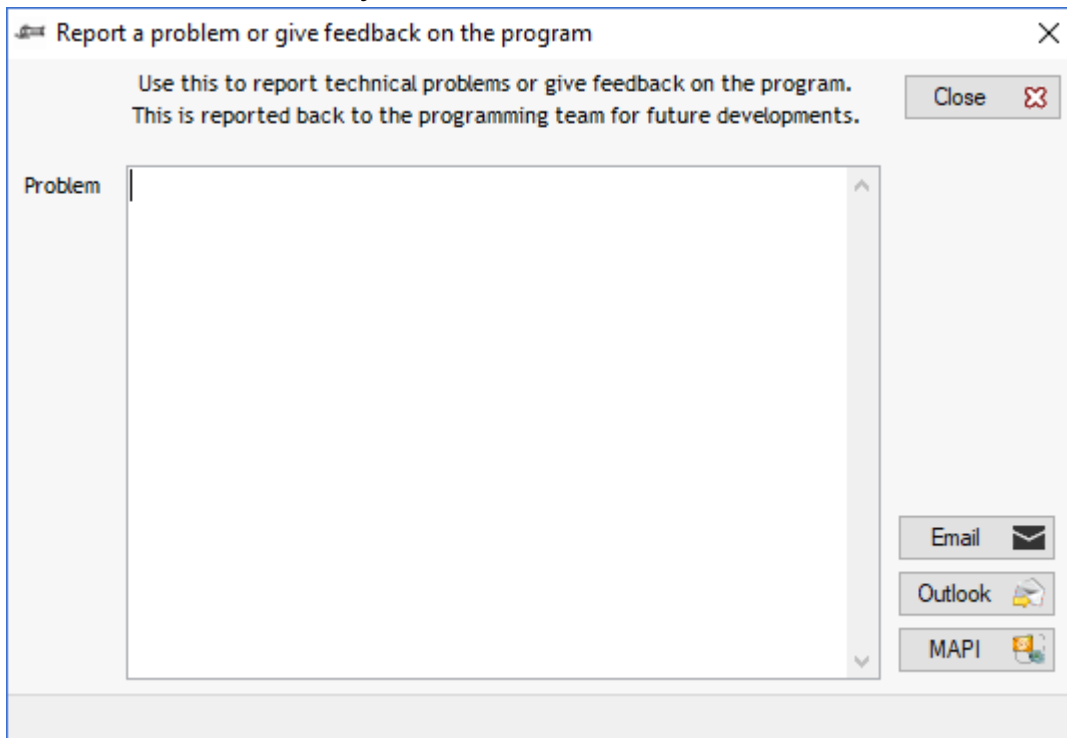 Report a problem or give feedback on the program
Use this to report technical problems or give feedback on the program.
This is reported back to the programming team for future developments.
Close
Problem
Email
Outlook
MAPI